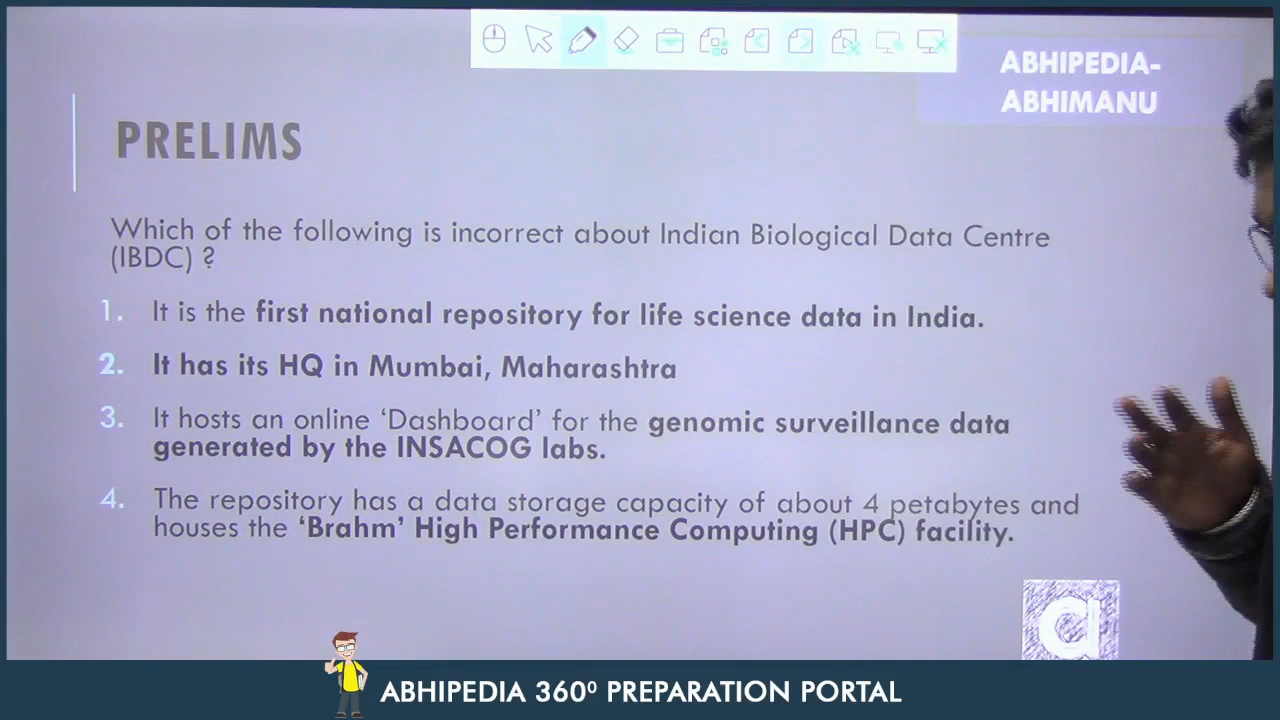 ABHIPEDIA-
ABHIMANU
PRELIMS
Which of the following is incorrect about Indian Biological Data Centre
(IBDC) ?
1. It is the first national repository for life science data in India.
2. It has its HQ in Mumbai, Maharashtra
3. It hosts an online ‘Dashboard’ for the genomic surveillance data
generated by the INSACOG labs.
4. The repository has a data storage capacity of about 4 petabytes and
houses the ‘Brahm’ High Performance Computing (HPC) facility.
a
ABHIPEDIA 360⁰ PREPARATION PORTAL